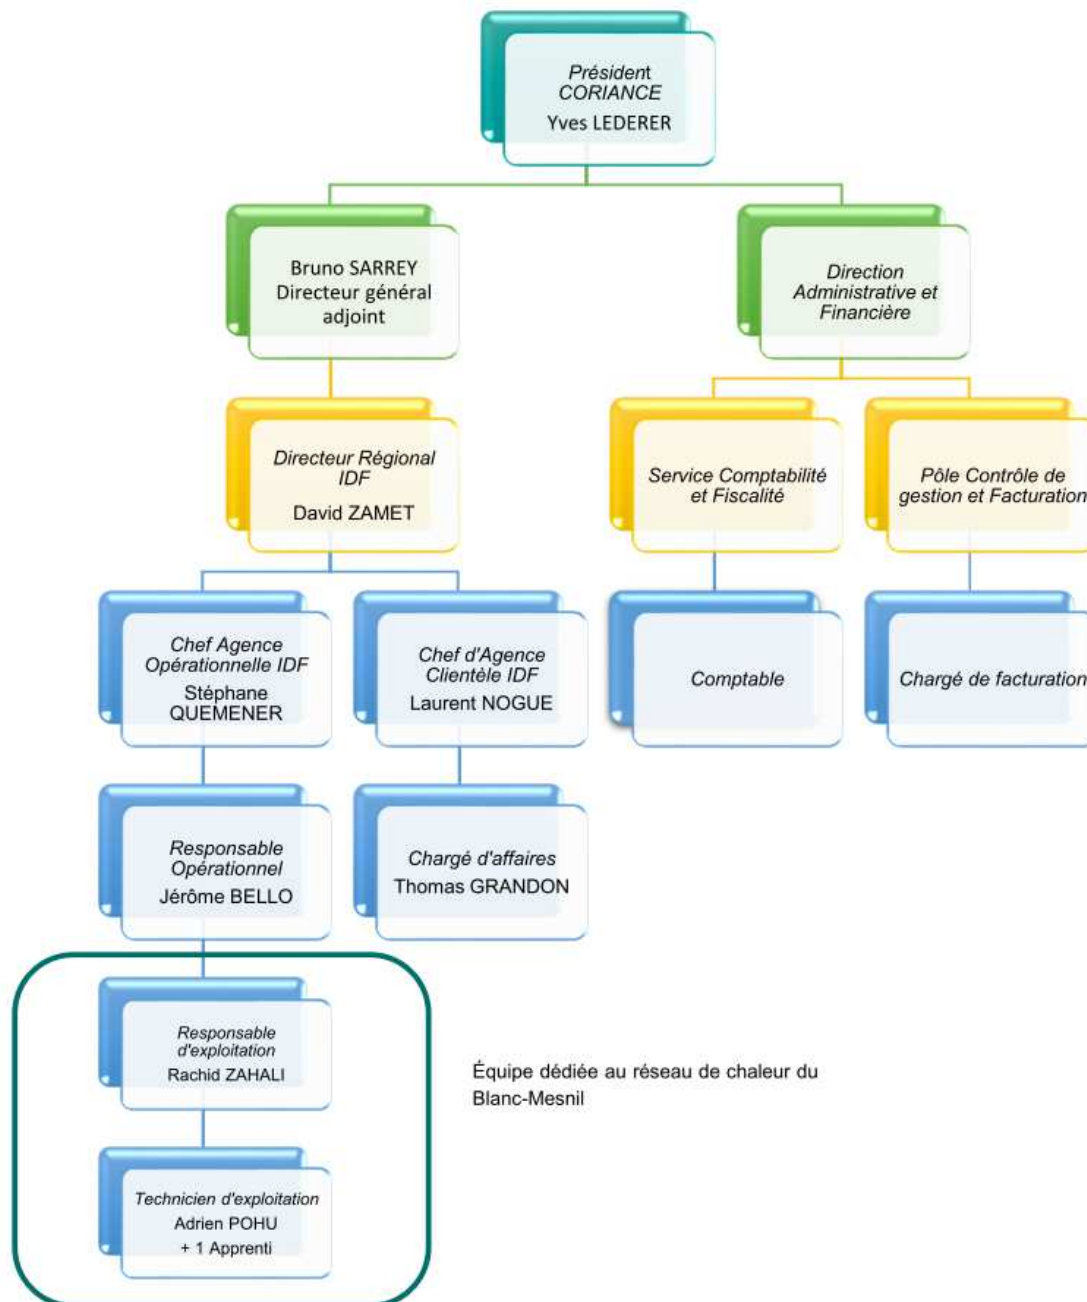 Président
CORIANCE
Yves LEDERER
Bruno SARREY
Directeur général
adjoint
Direction
Administrative et
Financière
Directeur Régional
IDF
David ZAMET
Service Comptabilité
et Fiscalité
Pôle Contrôle de
gestion et Facturation
Chef Agence
Opérationnelle IDF
Stéphane
QUEMENER
Chef d'Agence
Clientèle IDF
Laurent NOGUE
Comptable
Chargé de facturation
Responsable
Opérationnel
Jérôme BELLO
Chargé d'affaires
Thomas GRANDON
Responsable
d'exploitation
Rachid ZAHALI
Équipe dédiée au réseau de chaleur du
Blanc-Mesnil
Technicien d'exploitation
Adrien POHU
+ 1 Apprenti